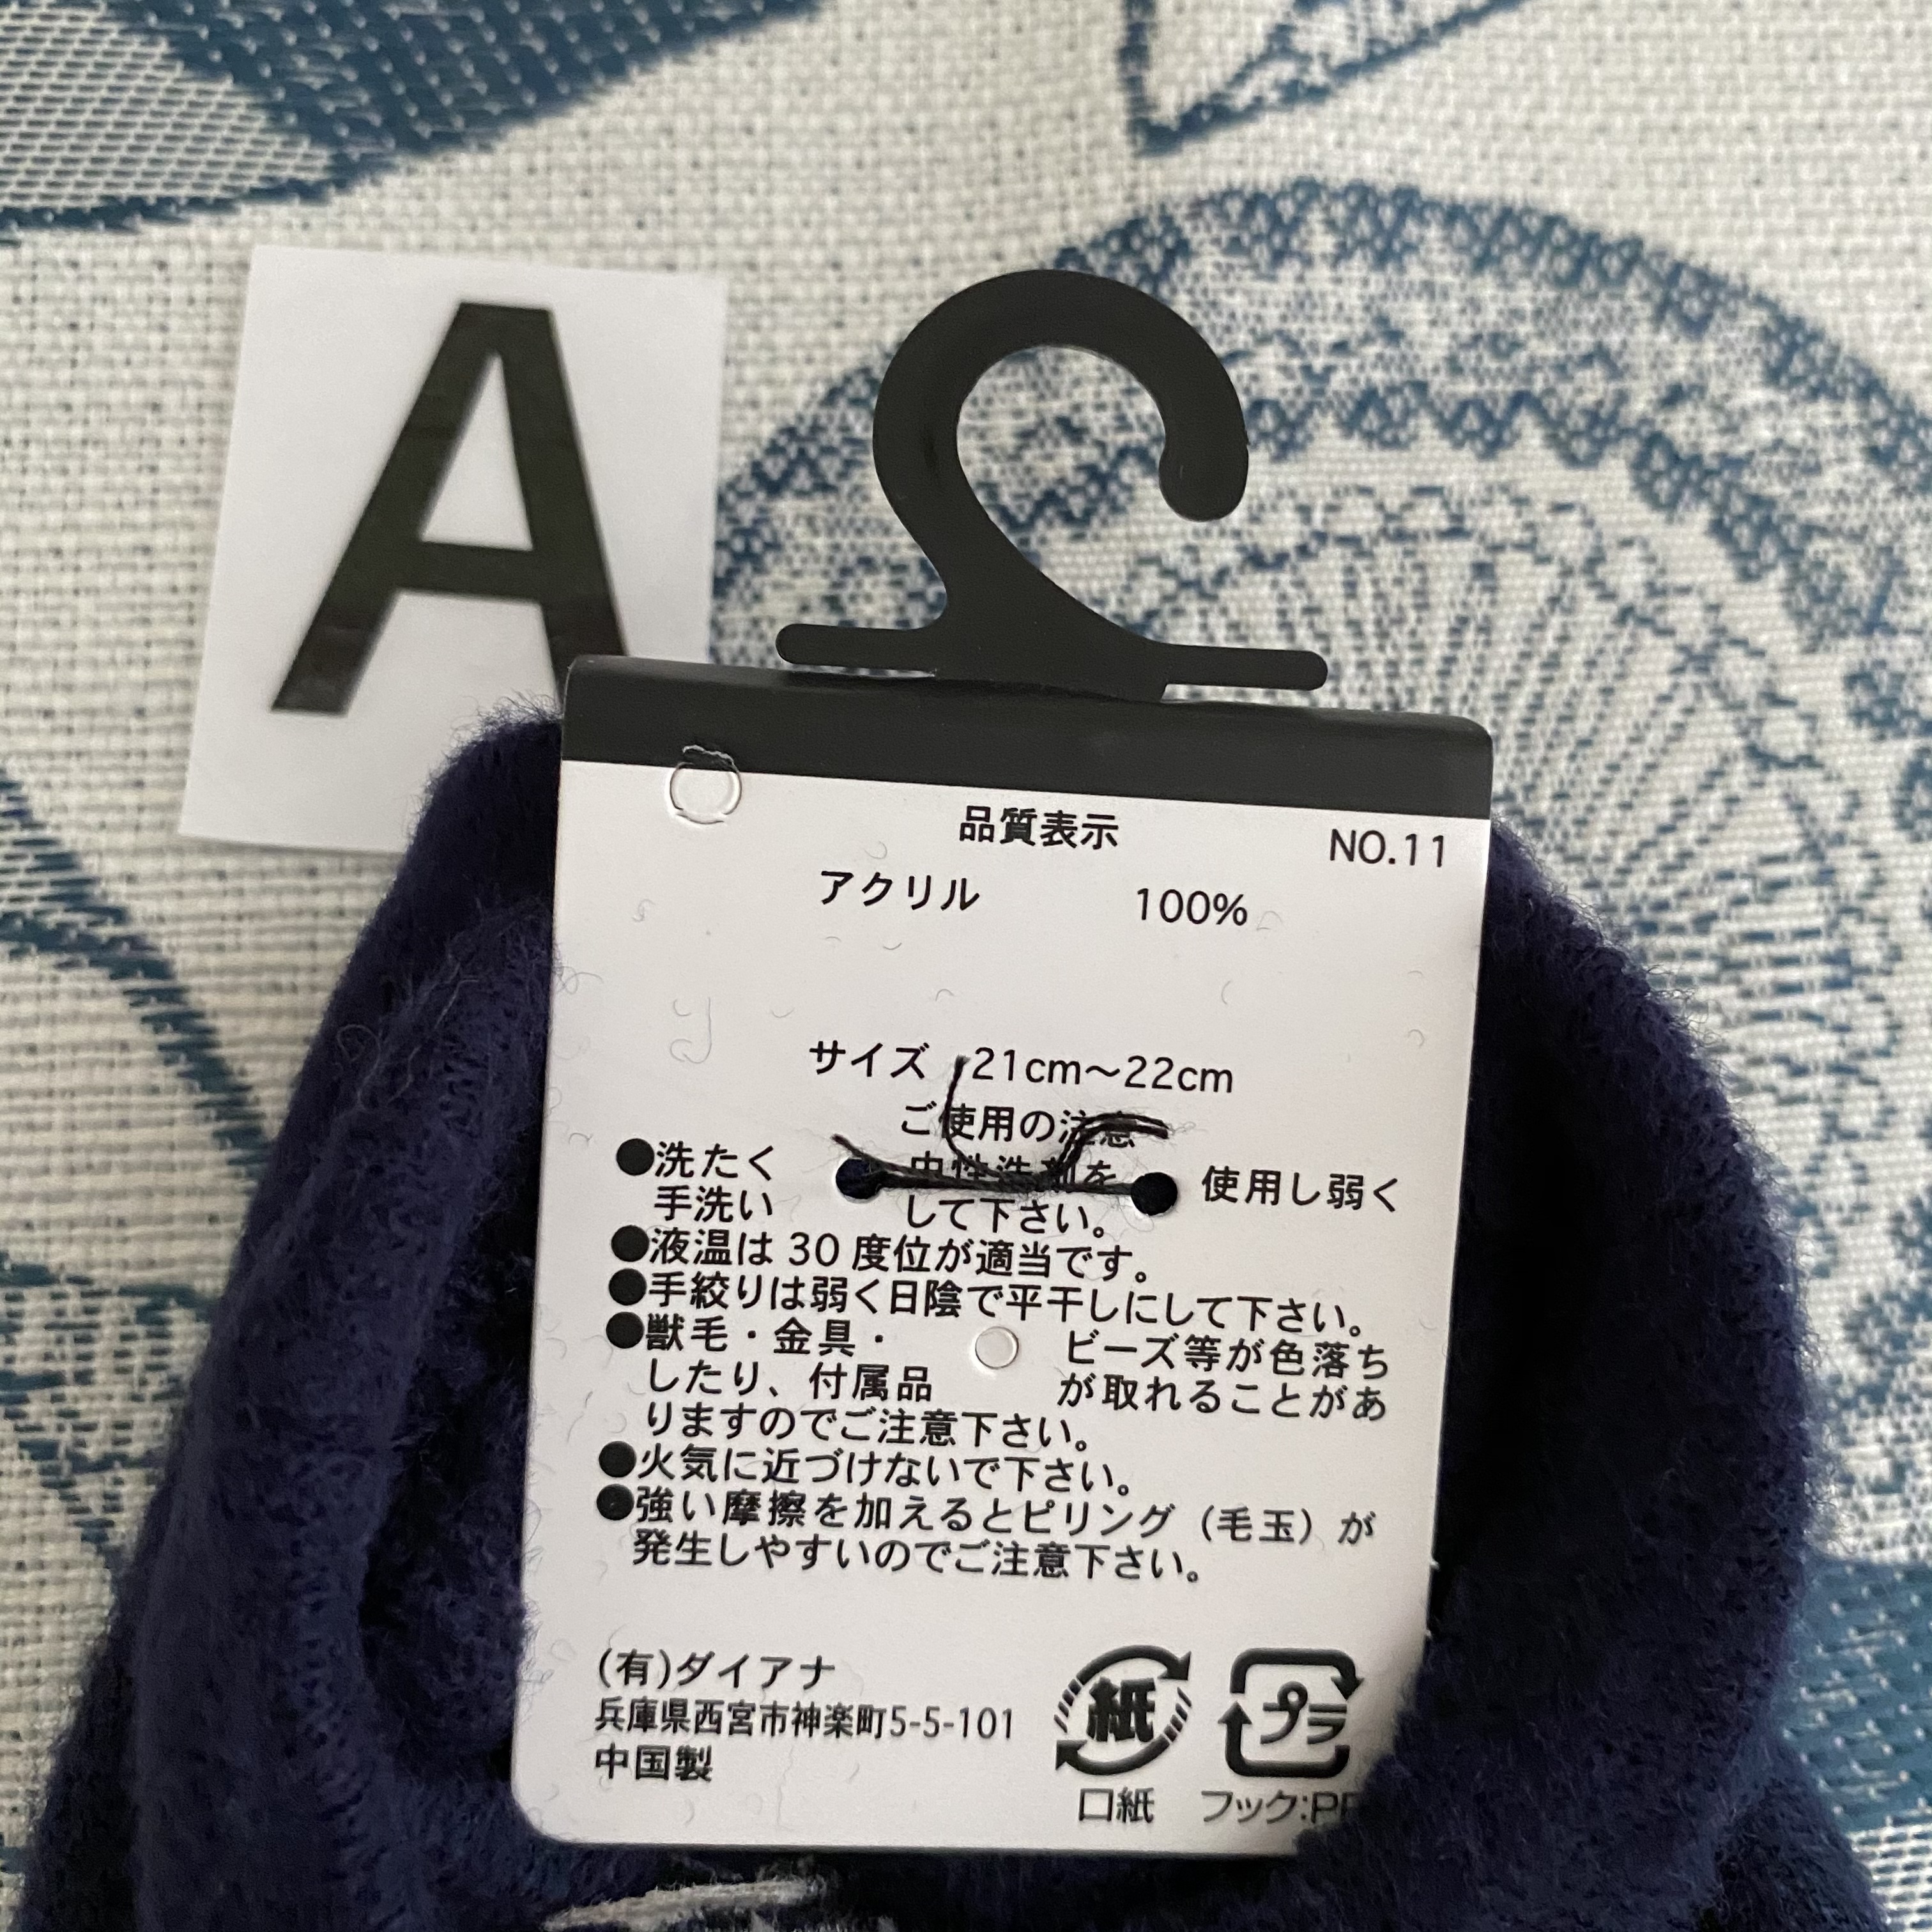 A
品質表示
NO.11
アクリル 100%
サイズ 21cm〜22cm
ご使用の注意
●洗たく 中性洗剤を 使用し弱く
手洗い して下さい。
●液温は 30 度位が適当です。
●手絞りは弱く日陰で平干しにして下さい。
●獣毛・金具・ ビーズ等が色落ち
したり、付属品 が取れることがあ
りますのでご注意下さい。
●火気に近づけないで下さい。
●強い摩擦を加えるとピリング（毛玉）が
発生しやすいのでご注意下さい。
(有)ダイアナ
兵庫県西宮市神楽町5-5-101
中国製
紙 プラ
口紙 フック:P